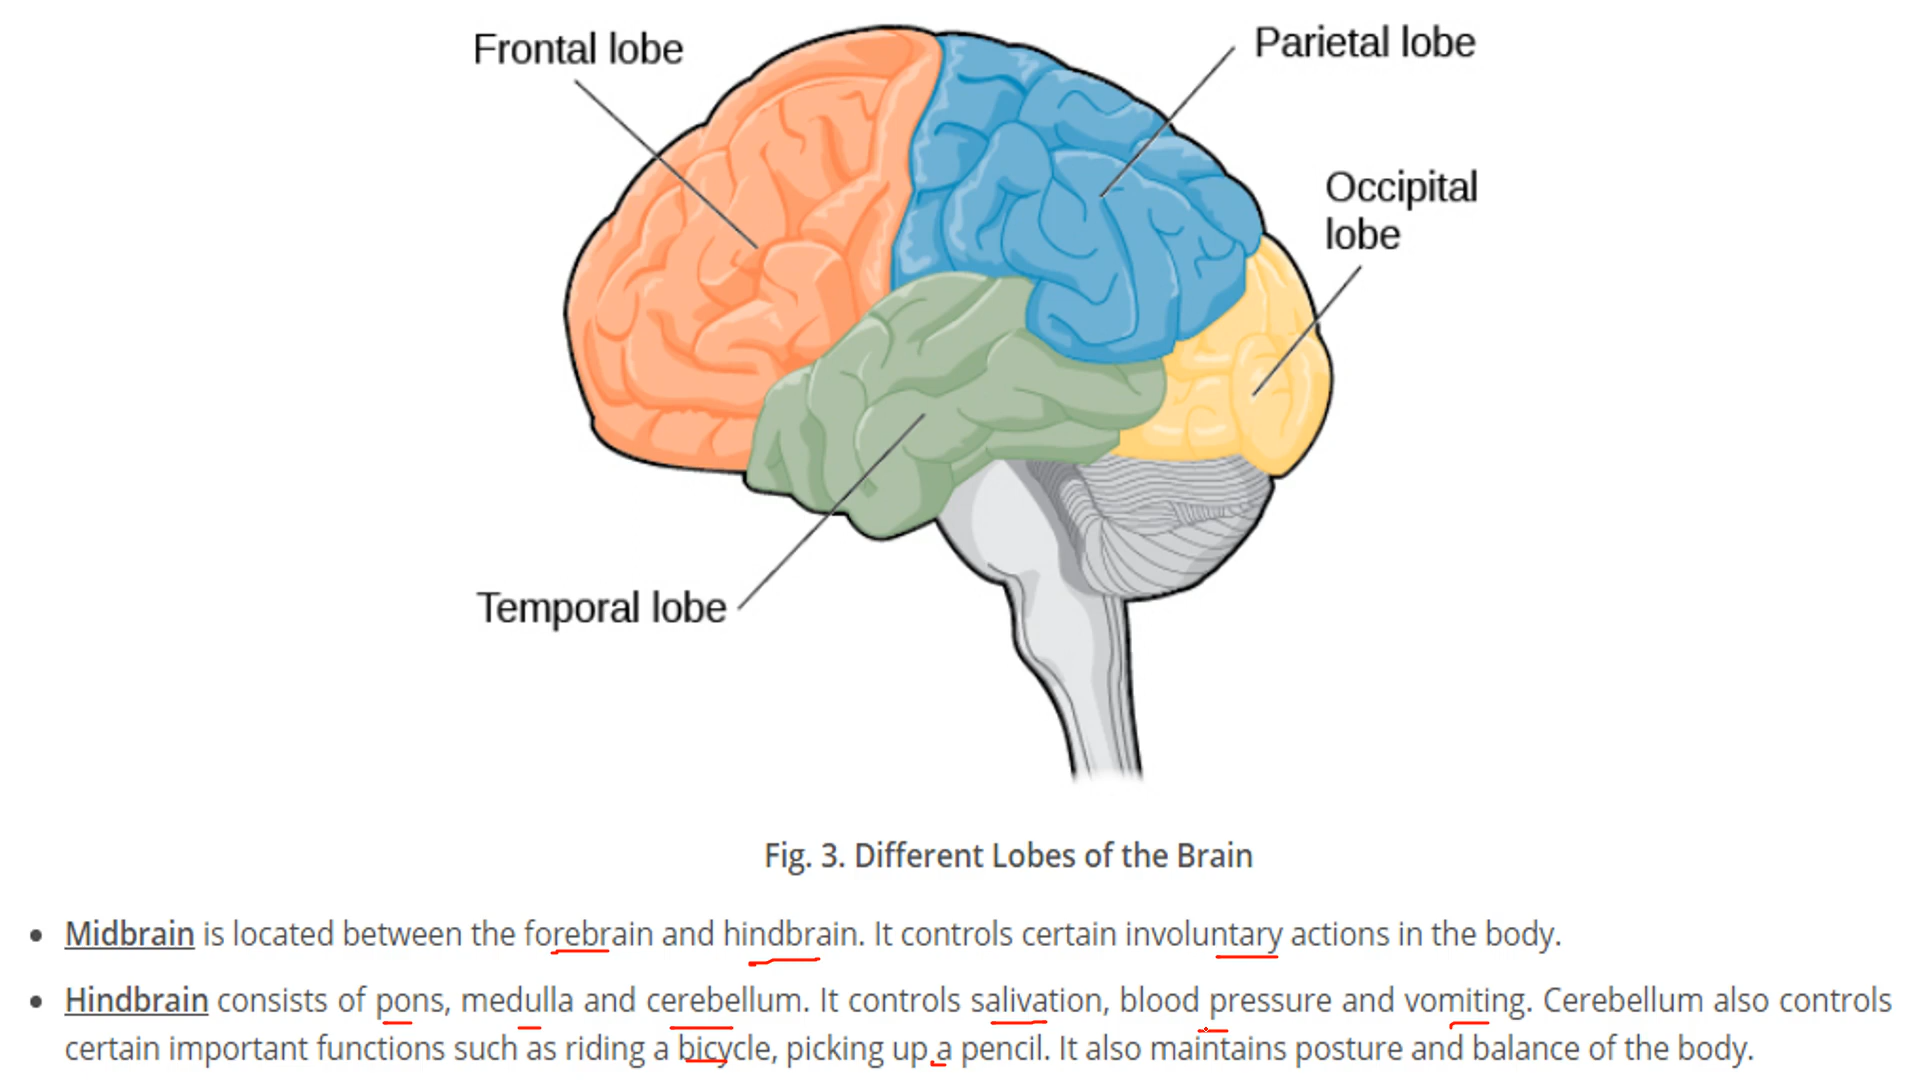 Frontal lobe
Parietal lobe
Occipital
lobe
Temporal lobe
Fig. 3. Different Lobes of the Brain
• Midbrain is located between the forebrain and hindbrain. It controls certain involuntary actions in the body.
• Hindbrain consists of pons, medulla and cerebellum. It controls salivation, blood pressure and vomiting. Cerebellum also controls
certain important functions such as riding a bicycle, picking up a pencil. It also maintains posture and balance of the body.